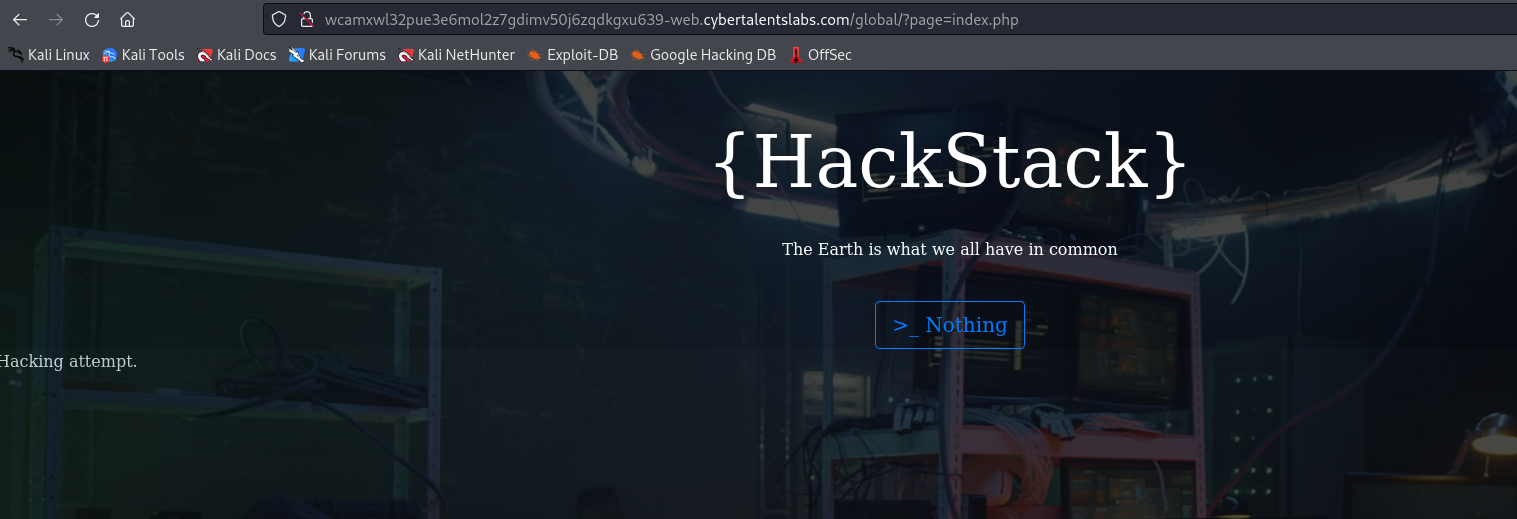 wcamxwl32pue3e6mol2z7gdimv50j6zqdkgxu639-web.cybertalentslabs.com/global/?page=index.php
Kali Linux Kali Tools Kali Docs Kali Forums Kali NetHunter Exploit-DB Google Hacking DB OffSec
{HackStack}
The Earth is what we all have in common
>_ Nothing
Hacking attempt.